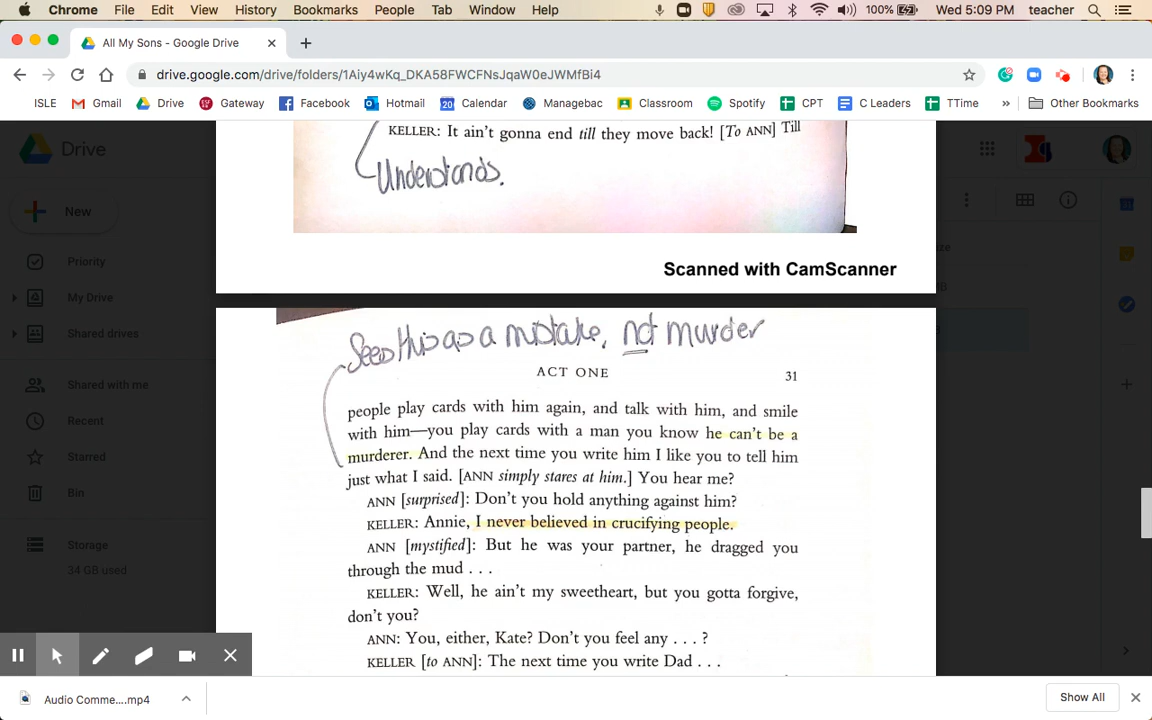 Chrome File Edit View History Bookmarks People Tab Window Help 100% Wed 5:09 PM teacher
All My Sons - Google Drive
drive.google.com/drive/folders/1Aiy4wKq_DKA58FWCFNsJqaW0eJWMfBi4
ISLE Gmail Drive Gateway Facebook Hotmail Calendar Managebac Classroom Spotify CPT C Leaders TTime » Other Bookmarks
Drive
New
Priority
My Drive
Shared drives
Shared with me
Recent
Starred
Bin
Storage
34 GB used
KELLER: It ain't gonna end till they move back! [To ANN] Till
Understands.
Scanned with CamScanner
Sees this as a mistake, not murder
ACT ONE 31
people play cards with him again, and talk with him, and smile
with him—you play cards with a man you know he can't be a
murderer. And the next time you write him I like you to tell him
just what I said. [ANN simply stares at him.] You hear me?
ANN [surprised]: Don't you hold anything against him?
KELLER: Annie, I never believed in crucifying people.
ANN [mystified]: But he was your partner, he dragged you
through the mud . . .
KELLER: Well, he ain't my sweetheart, but you gotta forgive,
don't you?
ANN: You, either, Kate? Don't you feel any . . . ?
KELLER [to ANN]: The next time you write Dad . . .
Audio Comme....mp4
Show All